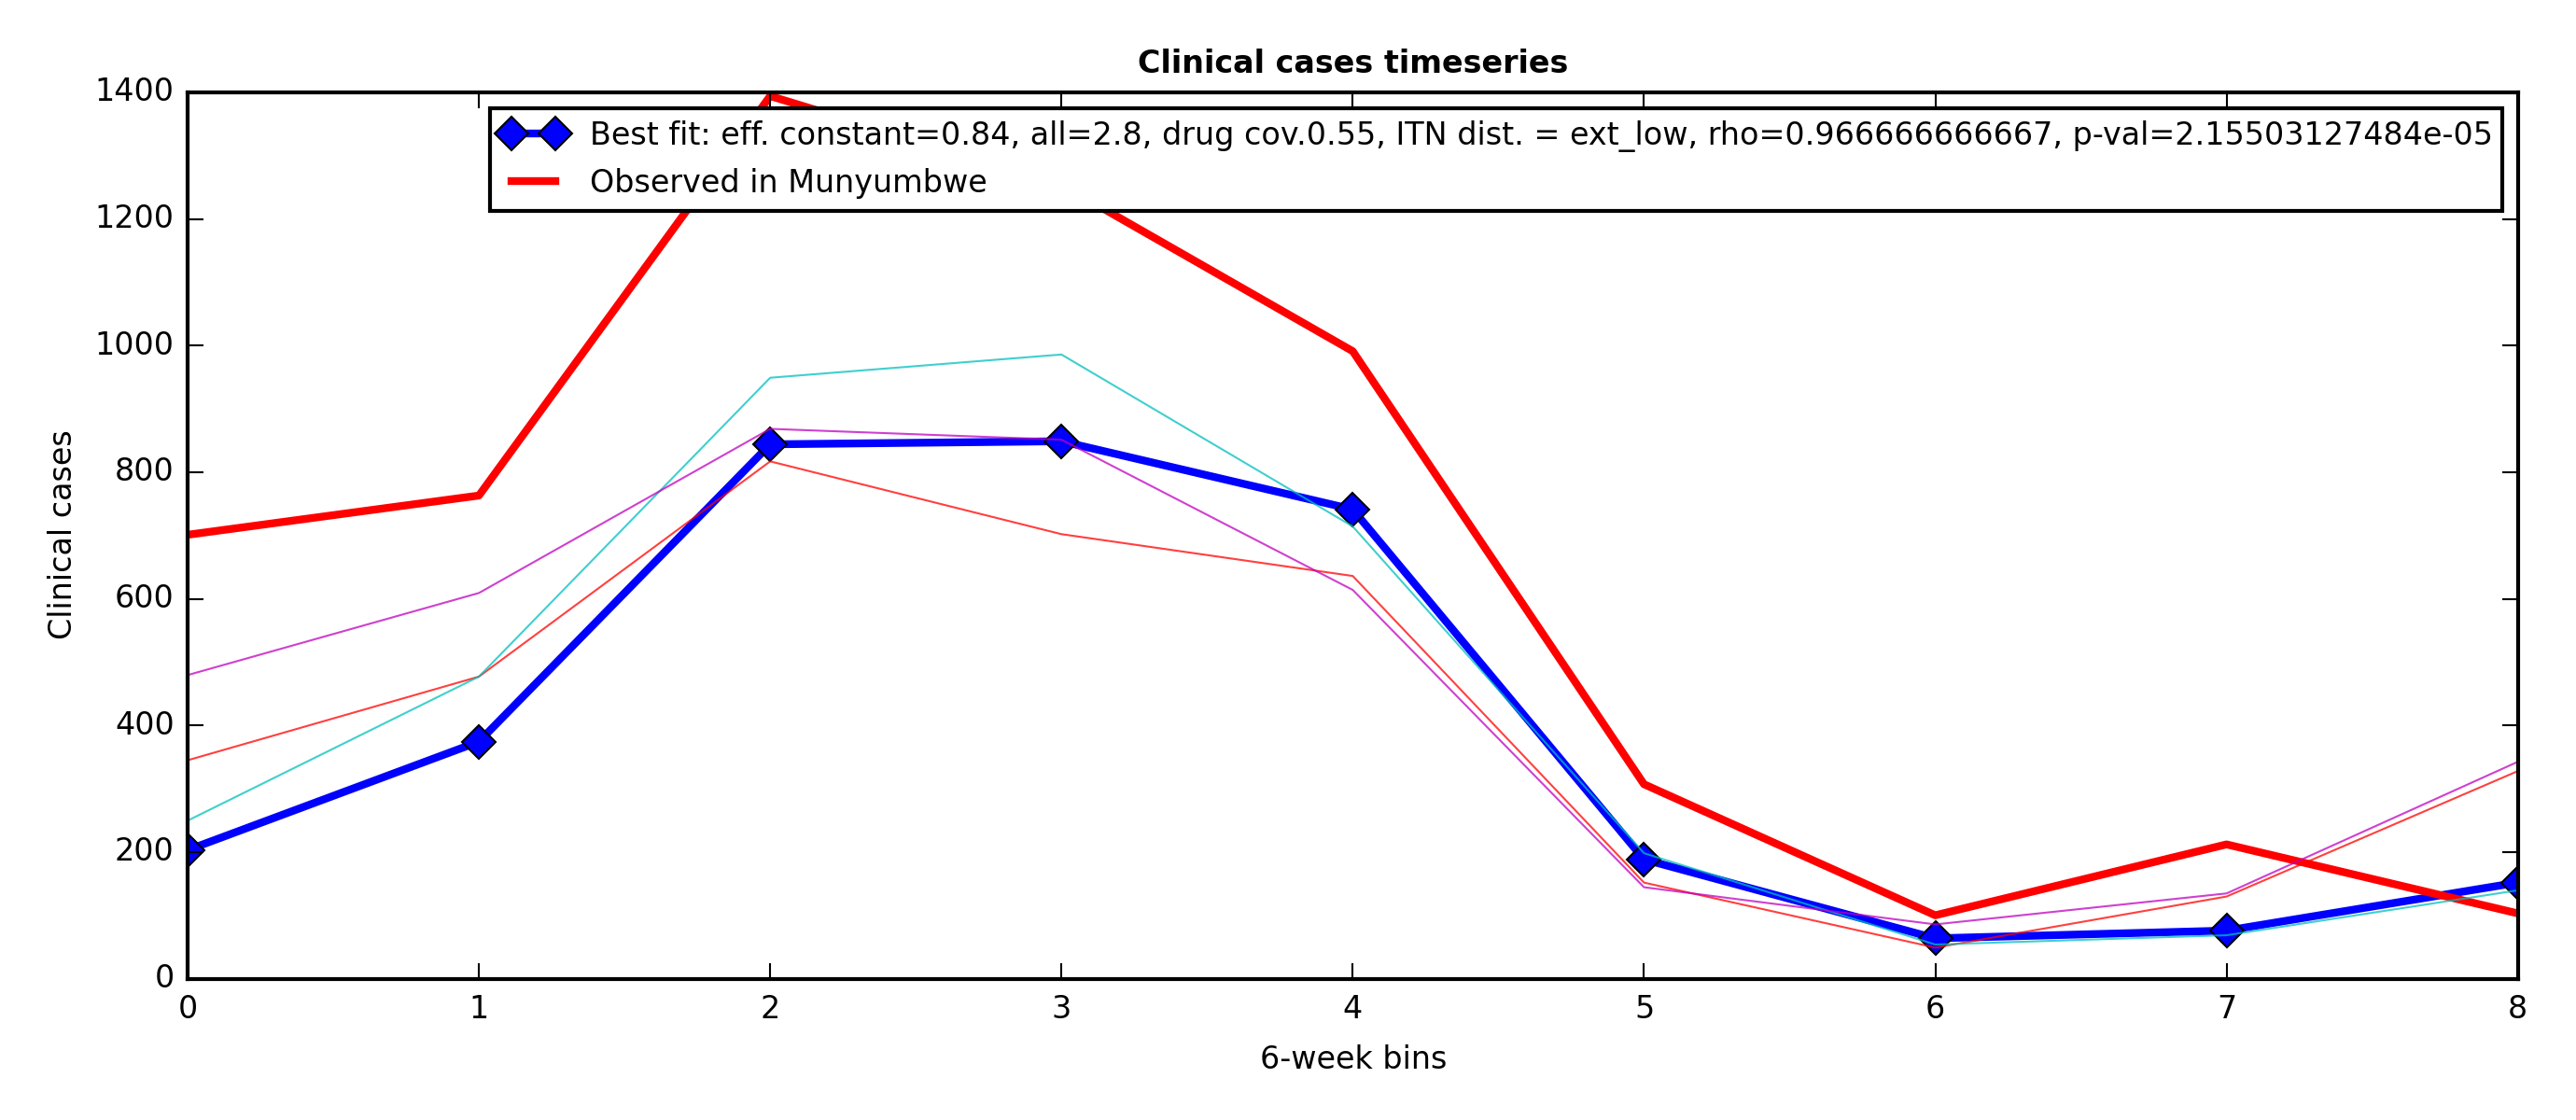 Clinical cases timeseries
1400
1200
1000
800
600
400
200
0
Clinical cases
Best fit: eff. constant=0.84, all=2.8, drug cov.0.55, ITN dist. = ext_low, rho=0.966666666667, p-val=2.15503127484e-05
Observed in Munyumbwe
0 1 2 3 4 5 6 7 8
6-week bins